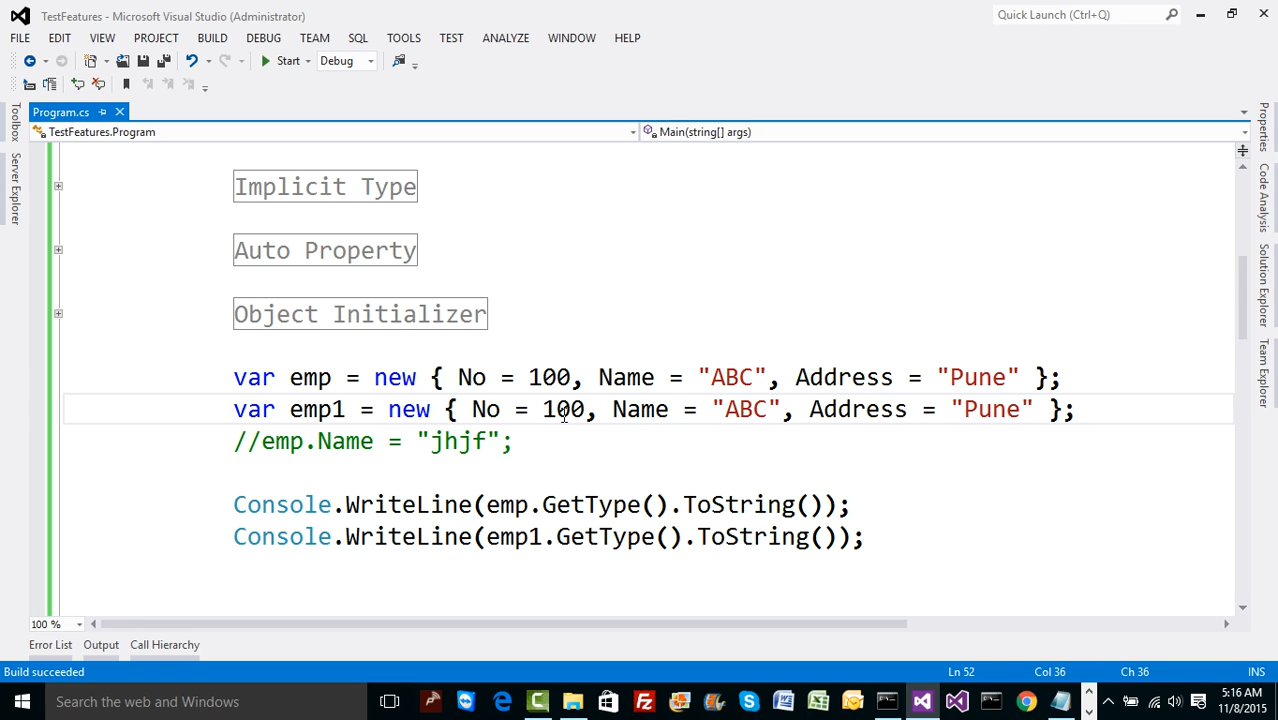 TestFeatures - Microsoft Visual Studio (Administrator)
Quick Launch (Ctrl+Q)
FILE EDIT VIEW PROJECT BUILD DEBUG TEAM SQL TOOLS TEST ANALYZE WINDOW HELP
Start Debug
Program.cs
TestFeatures.Program
Main(string[] args)
Toolbox
Server Explorer
Properties
Code Analysis
Solution Explorer
Team Explorer
Implicit Type
Auto Property
Object Initializer
var emp = new { No = 100, Name = "ABC", Address = "Pune" };
var emp1 = new { No = 100, Name = "ABC", Address = "Pune" };
//emp.Name = "jhjf";
Console.WriteLine(emp.GetType().ToString());
Console.WriteLine(emp1.GetType().ToString());
100 %
Error List Output Call Hierarchy
Build succeeded Ln 52 Col 36 Ch 36 INS
Search the web and Windows
5:16 AM
11/8/2015